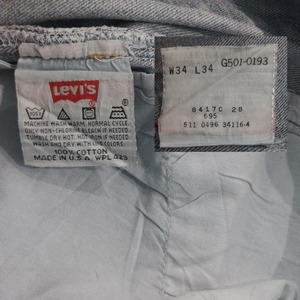 LEVI'S
MACHINE WASH WARM, NORMAL CYCLE.
ONLY NON-CHLORINE BLEACH IF NEEDED.
TUMBLE DRY HOT. HOT IRON IF NEEDED.
WASH AND DRY WITH LIKE COLORS.
100% COTTON
MADE IN U.S.A. WPL 423
W34 L34 G501-0193
8417C 28
695
511 0496 34116-4